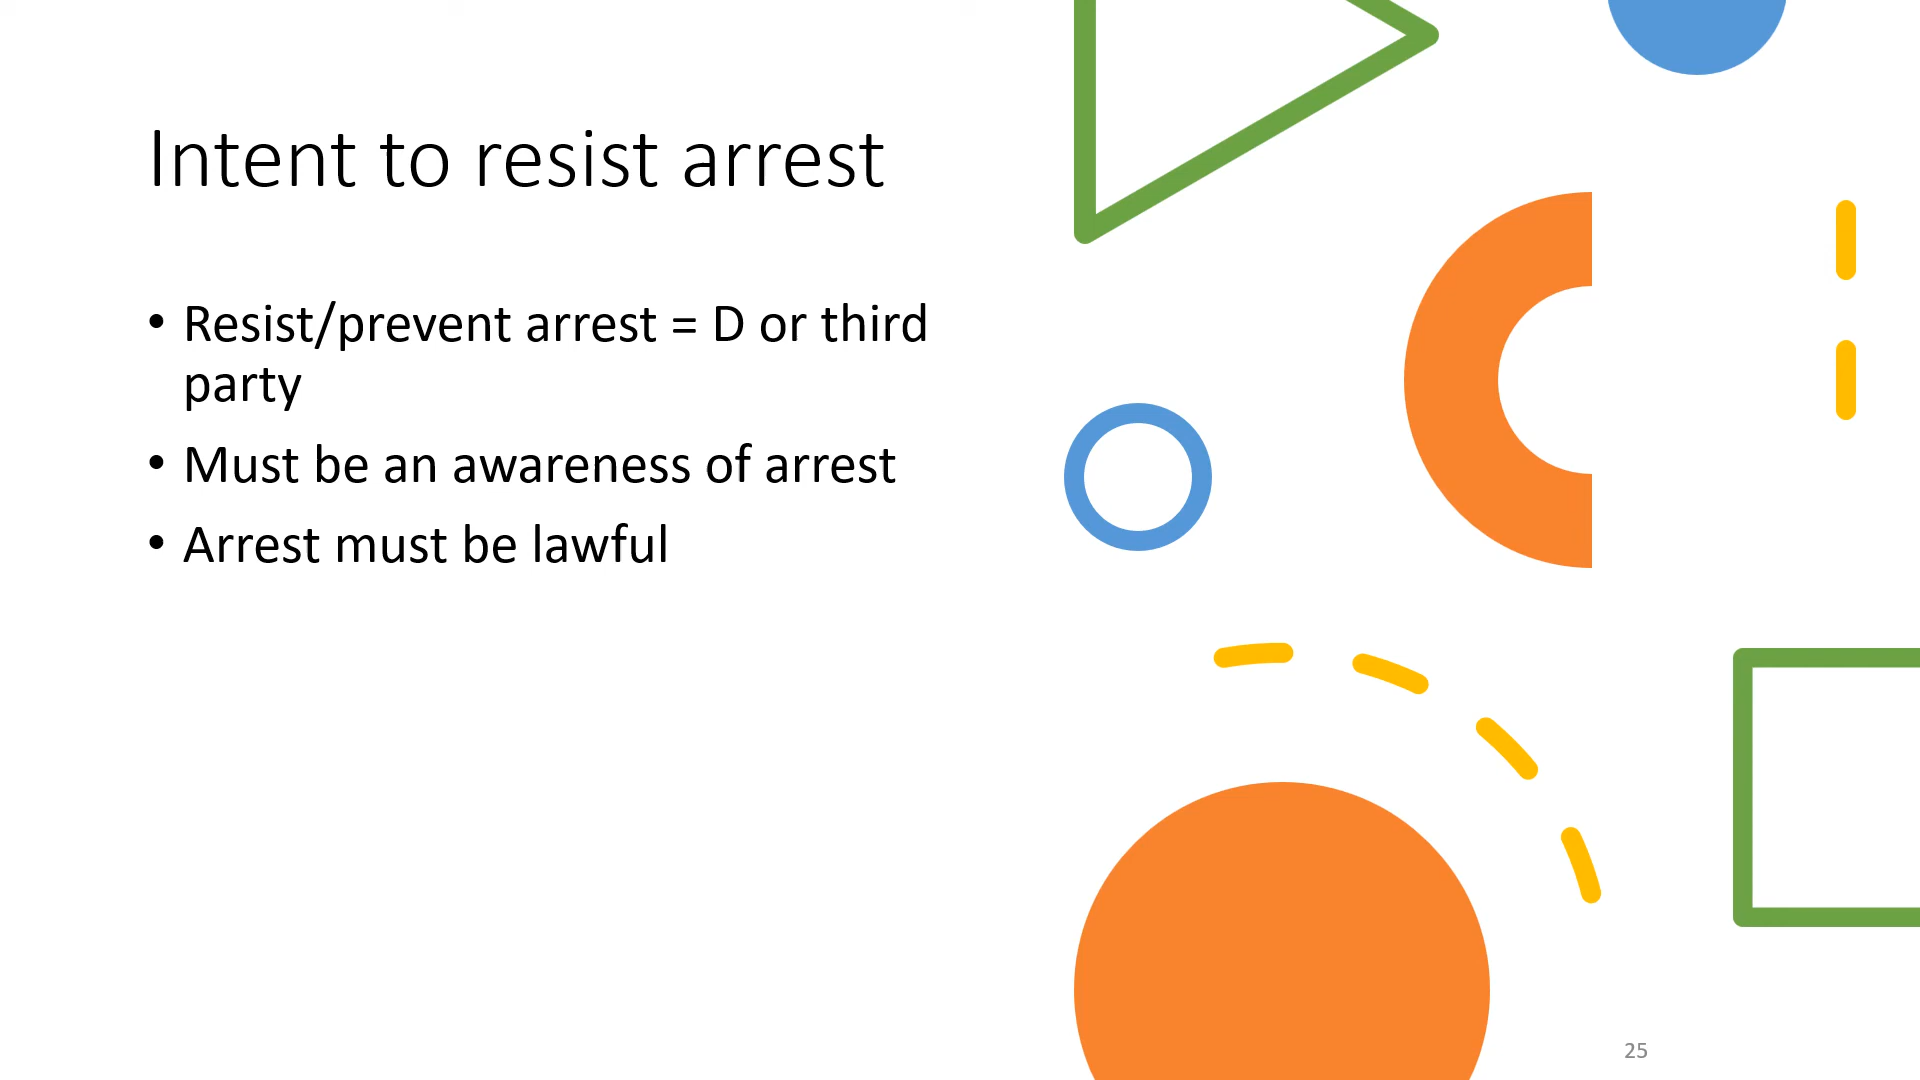 Intent to resist arrest
• Resist/prevent arrest = D or third
party
• Must be an awareness of arrest
• Arrest must be lawful
25